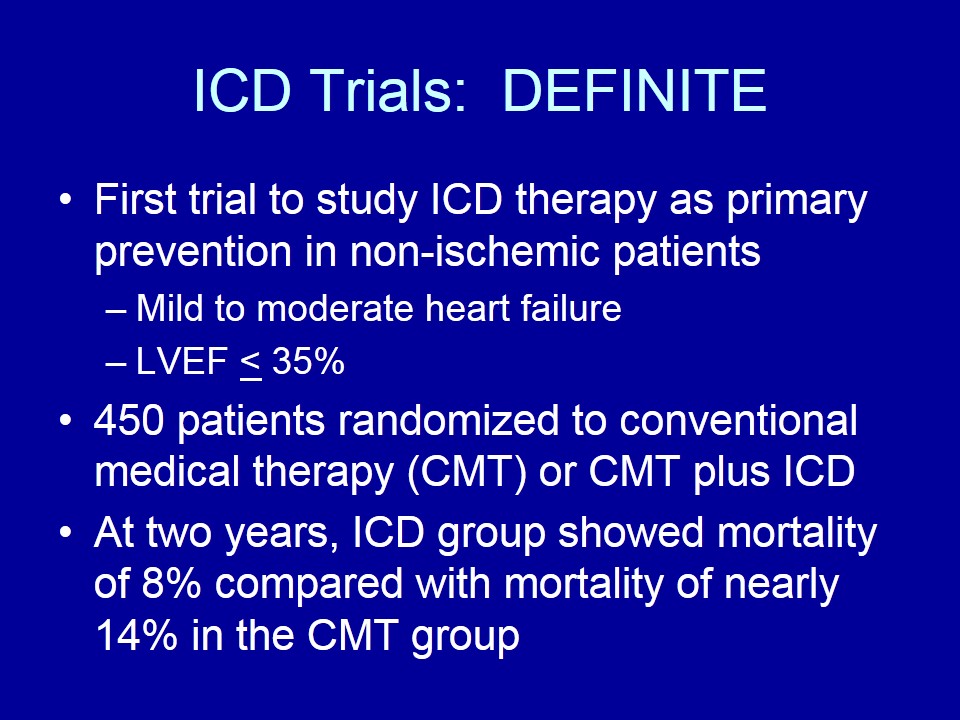 ICD Trials:  DEFINITE
• First trial to study ICD therapy as primary
prevention in non-ischemic patients
– Mild to moderate heart failure
– LVEF < 35%
• 450 patients randomized to conventional
medical therapy (CMT) or CMT plus ICD
• At two years, ICD group showed mortality
of 8% compared with mortality of nearly
14% in the CMT group